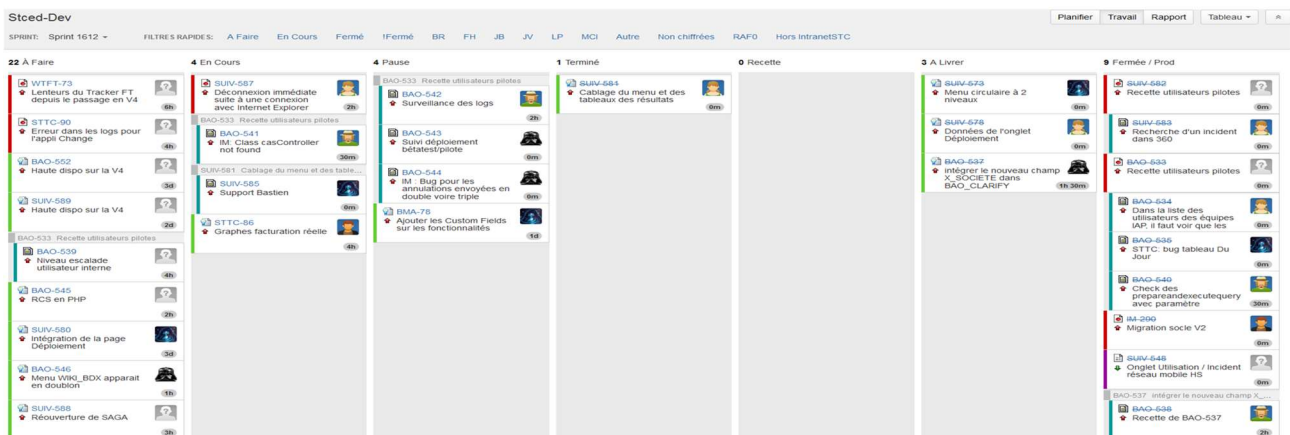 Stced-Dev
Planifier Travail Rapport Tableau
SPRINT: Sprint 1612 FILTRES RAPIDES: A Faire En Cours Fermé !Fermé BR FH JB JV LP MCI Autre Non chiffrées RAF0 Hors IntranetSTC
22 À Faire
WTFT-73
Lenteurs du Tracker FT
depuis le passage en V4
6h
STTC-90
Erreur dans les logs pour
l'appli Change
4h
BAO-552
Haute dispo sur la V4
3d
SUIV-589
Haute dispo sur la V4
2d
BAO-533 Recette utilisateurs pilotes
BAO-539
Niveau escalade
utilisateur interne
4h
BAO-545
RCS en PHP
2h
SUIV-580
Intégration de la page
Déploiement
3d
BAO-546
Menu WIKI_BDX apparait
en doublon
1h
SUIV-588
Réouverture de SAGA
3h
4 En Cours
SUIV-587
Déconnexion immédiate
suite à une connexion
avec Internet Explorer
2h
BAO-533 Recette utilisateurs pilotes
BAO-541
IM: Class casController
not found
30m
SUIV-581 Cablage du menu et des table...
SUIV-585
Support Bastien
0m
STTC-86
Graphes facturation réelle
4h
4 Pause
BAO-533 Recette utilisateurs pilotes
BAO-542
Surveillance des logs
2h
BAO-543
Suivi déploiement
bêtatest/pilote
0m
BAO-544
IM : Bug pour les
annulations envoyées en
double voire triple
0m
BMA-78
Ajouter les Custom Fields
sur les fonctionnalités
1d
1 Terminé
SUIV-581
Cablage du menu et des
tableaux des résultats
0m
0 Recette
3 A Livrer
SUIV-573
Menu circulaire à 2
niveaux
0m
SUIV-578
Données de l'onglet
Déploiement
0m
BAO-537
intégrer le nouveau champ
X_SOCIETE dans
BAO_CLARIFY
1h 30m
9 Fermée / Prod
SUIV-582
Recette utilisateurs pilotes
0m
SUIV-583
Recherche d'un incident
dans 360
0m
BAO-533
Recette utilisateurs pilotes
0m
BAO-534
Dans la liste des
utilisateurs des équipes
IAP, il faut voir que les
0m
BAO-535
STTC: bug tableau Du
Jour
0m
BAO-540
Check des
prepareandexecutequery
avec paramètre
30m
IM-290
Migration socle V2
0m
SUIV-548
Onglet Utilisation / Incident
réseau mobile HS
0m
BAO-537 intégrer le nouveau champ X_...
BAO-538
Recette de BAO-537
2h